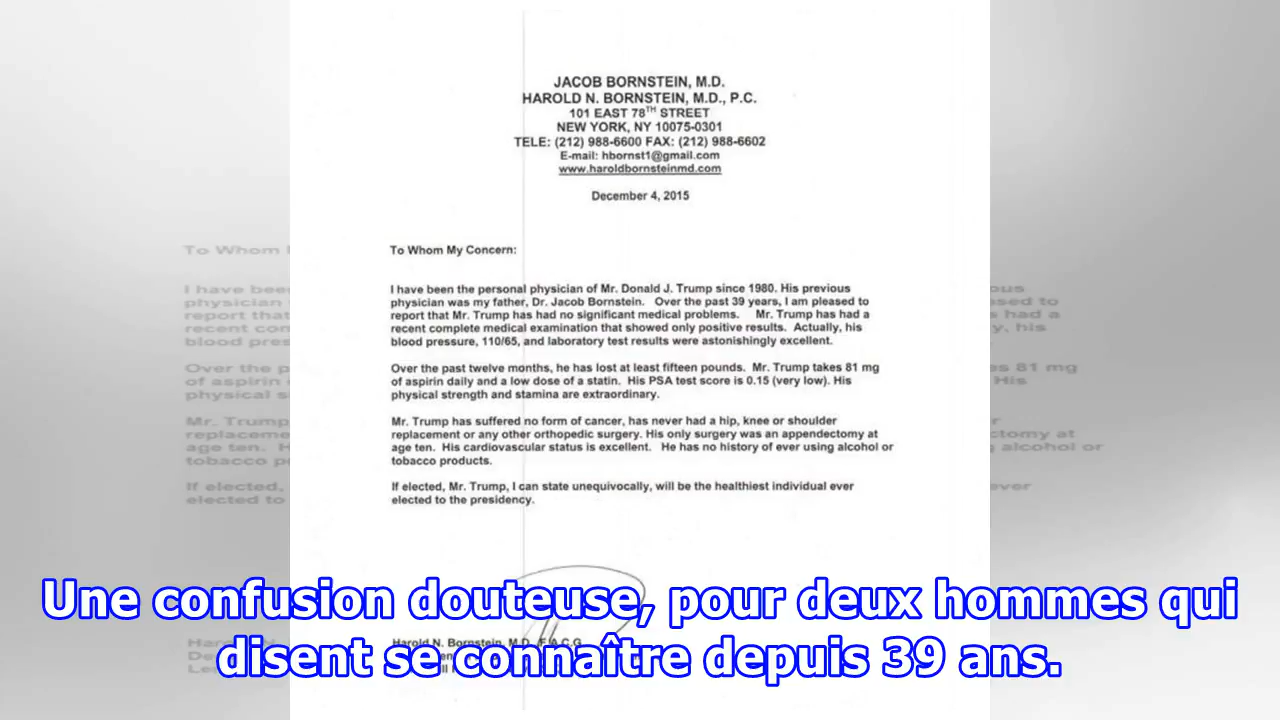 JACOB BORNSTEIN, M.D.
HAROLD N. BORNSTEIN, M.D., P.C.
101 EAST 78TH STREET
NEW YORK, NY 10075-0301
TELE: (212) 988-6600 FAX: (212) 988-6602
E-mail: hbornst1@gmail.com
www.haroldbornsteinmd.com
December 4, 2015
To Whom My Concern:
I have been the personal physician of Mr. Donald J. Trump since 1980. His previous
physician was my father, Dr. Jacob Bornstein. Over the past 39 years, I am pleased to
report that Mr. Trump has had no significant medical problems. Mr. Trump has had a
recent complete medical examination that showed only positive results. Actually, his
blood pressure, 110/65, and laboratory test results were astonishingly excellent.
Over the past twelve months, he has lost at least fifteen pounds. Mr. Trump takes 81 mg
of aspirin daily and a low dose of a statin. His PSA test score is 0.15 (very low). His
physical strength and stamina are extraordinary.
Mr. Trump has suffered no form of cancer, has never had a hip, knee or shoulder
replacement or any other orthopedic surgery. His only surgery was an appendectomy at
age ten. His cardiovascular status is excellent. He has no history of ever using alcohol or
tobacco products.
If elected, Mr. Trump, I can state unequivocally, will be the healthiest individual ever
elected to the presidency.
Harold N. Bornstein, M.D. F.A.C.G.
Une confusion douteuse, pour deux hommes qui
disent se connaître depuis 39 ans.